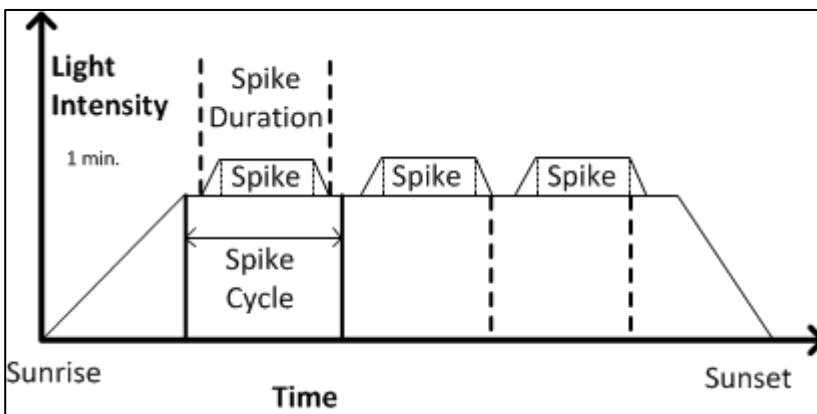 Light
Intensity
Spike
Duration
1 min.
Spike
Spike
Spike
Spike
Cycle
Sunrise
Time
Sunset